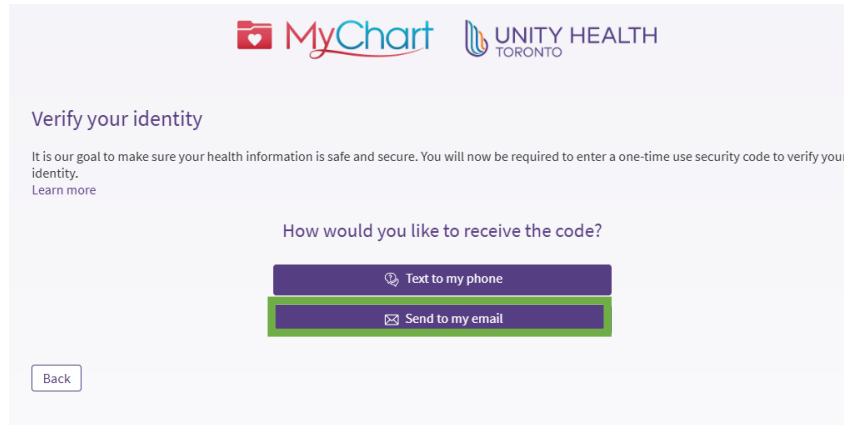 MyChart
UNITY HEALTH
TORONTO
Verify your identity
It is our goal to make sure your health information is safe and secure. You will now be required to enter a one-time use security code to verify your
identity.
Learn more
How would you like to receive the code?
Text to my phone
Send to my email
Back